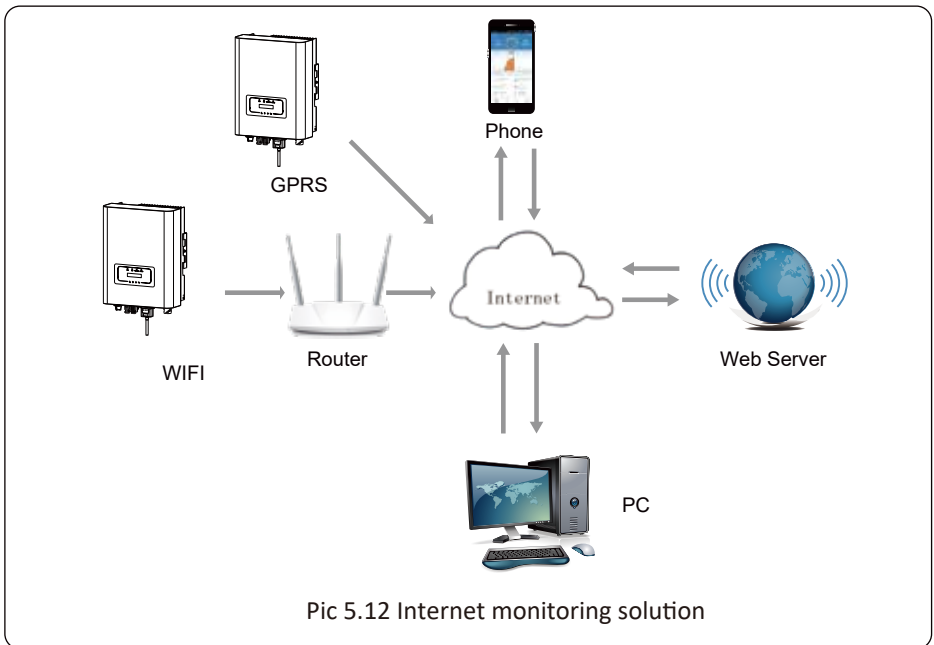 Phone
GPRS
Internet
WIFI
Router
Web Server
PC
Pic 5.12 Internet monitoring solution